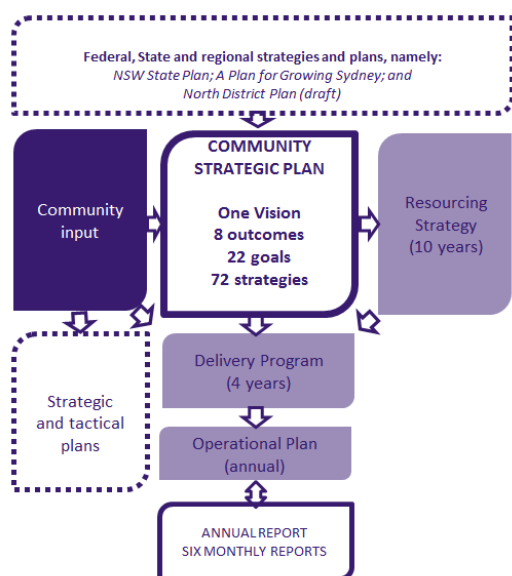 Federal, State and regional strategies and plans, namely:
NSW State Plan; A Plan for Growing Sydney; and
North District Plan (draft)
COMMUNITY
STRATEGIC PLAN
One Vision
8 outcomes
22 goals
72 strategies
Community
input
Resourcing
Strategy
(10 years)
Delivery Program
(4 years)
Strategic
and tactical
plans
Operational Plan
(annual)
ANNUAL REPORT
SIX MONTHLY REPORTS